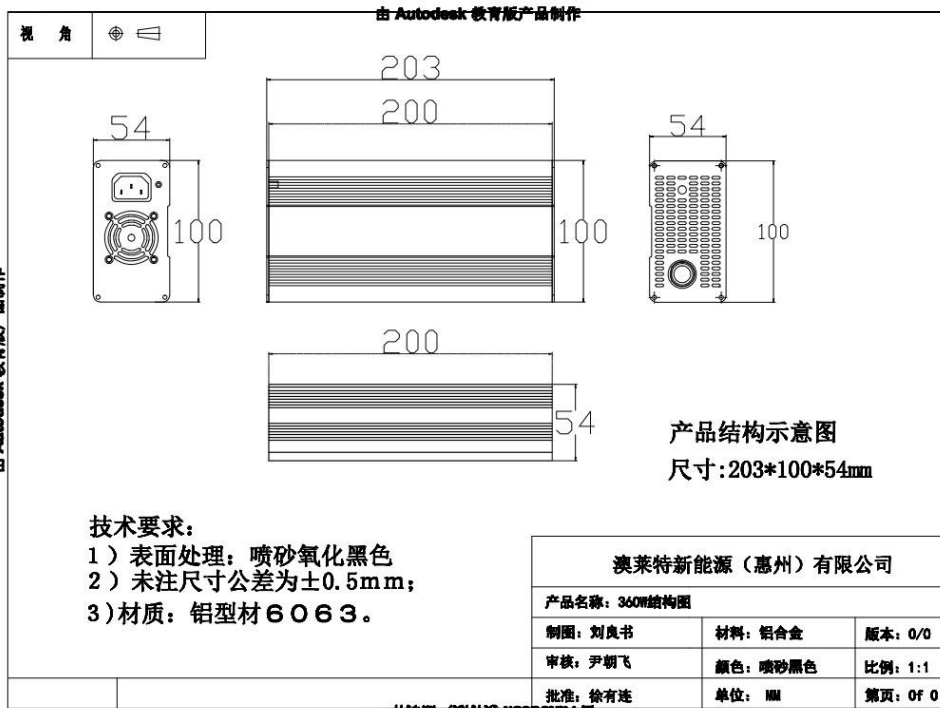 由 Autodesk 教育版产品制作
视 角
203
200
54
54
100
100
100
200
54
产品结构示意图
尺寸:203*100*54mm
技术要求:
1）表面处理: 喷砂氧化黑色
2）未注尺寸公差为±0.5mm;
3)材质: 铝型材6063。
澳莱特新能源（惠州）有限公司
产品名称: 360W结构图
制图: 刘良书 材料: 铝合金 版本: 0/0
审核: 尹朝飞 颜色: 喷砂黑色 比例: 1:1
批准: 徐有连 单位: MM 第页: 0f 0